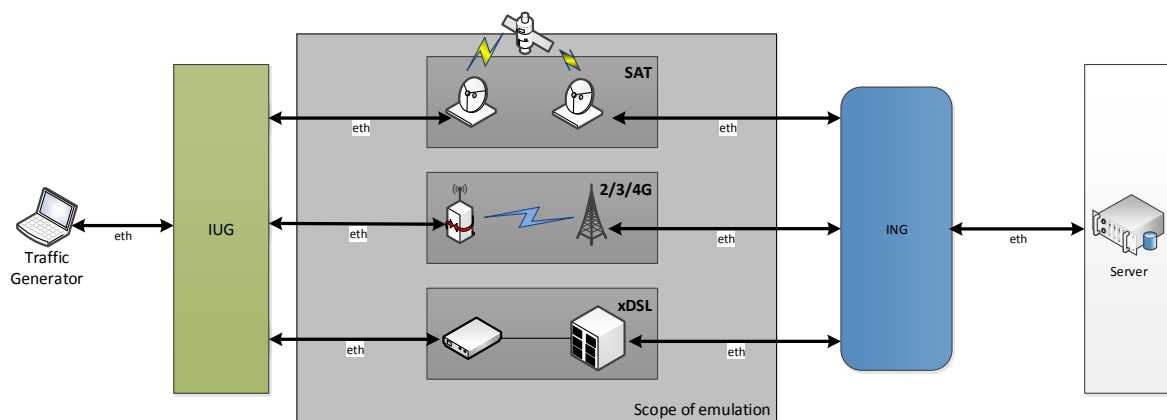 SAT
eth
eth
2/3/4G
eth
Traffic
Generator
IUG
eth
eth
ING
eth
Server
xDSL
eth
eth
Scope of emulation